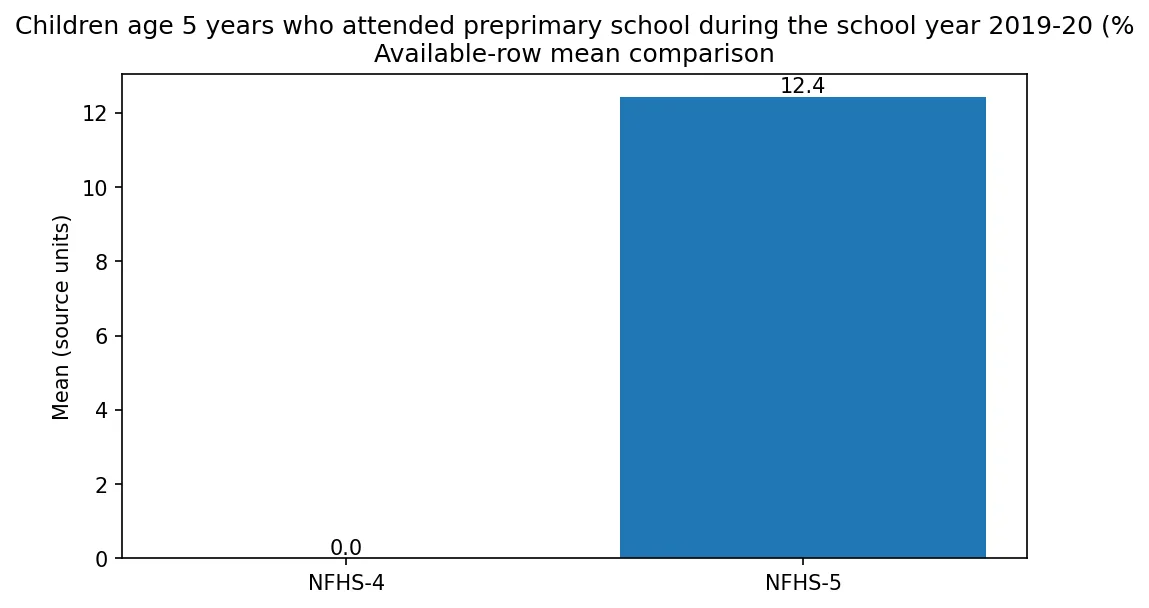 Children age 5 years who attended preprimary school during the school year 2019-20 (%
Available-row mean comparison
12.4
12
10
8
6
4
2
0
Mean (source units)
0.0
NFHS-4
NFHS-5